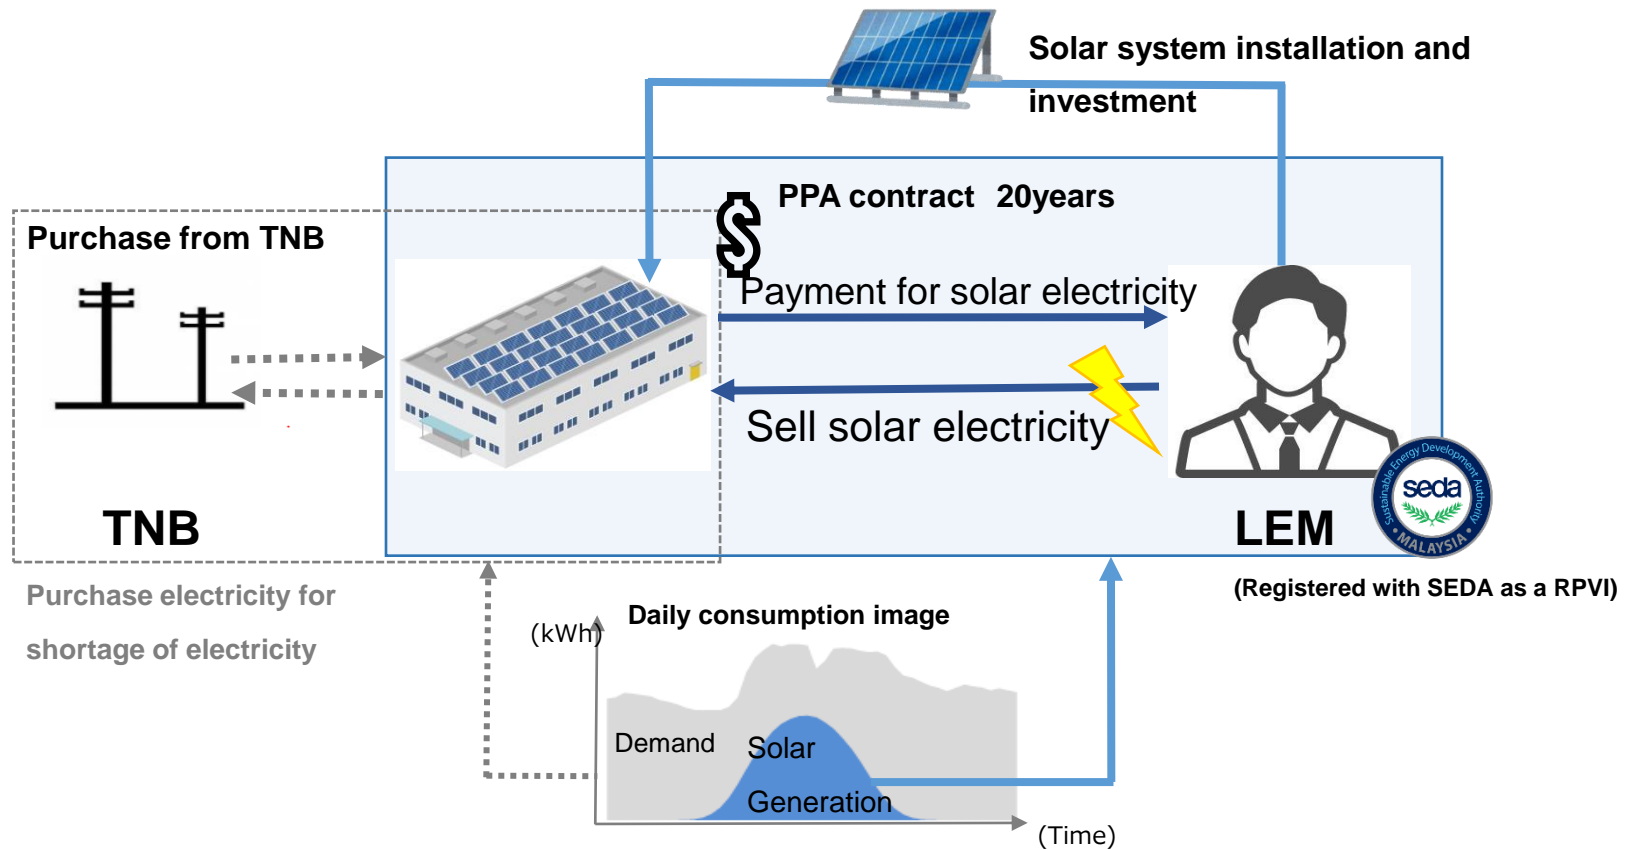 Solar system installation and
investment
PPA contract 20years
Purchase from TNB
Payment for solar electricity
Sell solar electricity
TNB
LEM
Sustainable Energy Development Authority
seda
• MALAYSIA •
(Registered with SEDA as a RPVI)
Purchase electricity for
shortage of electricity
Daily consumption image
(kWh)
Demand
Solar
Generation
(Time)